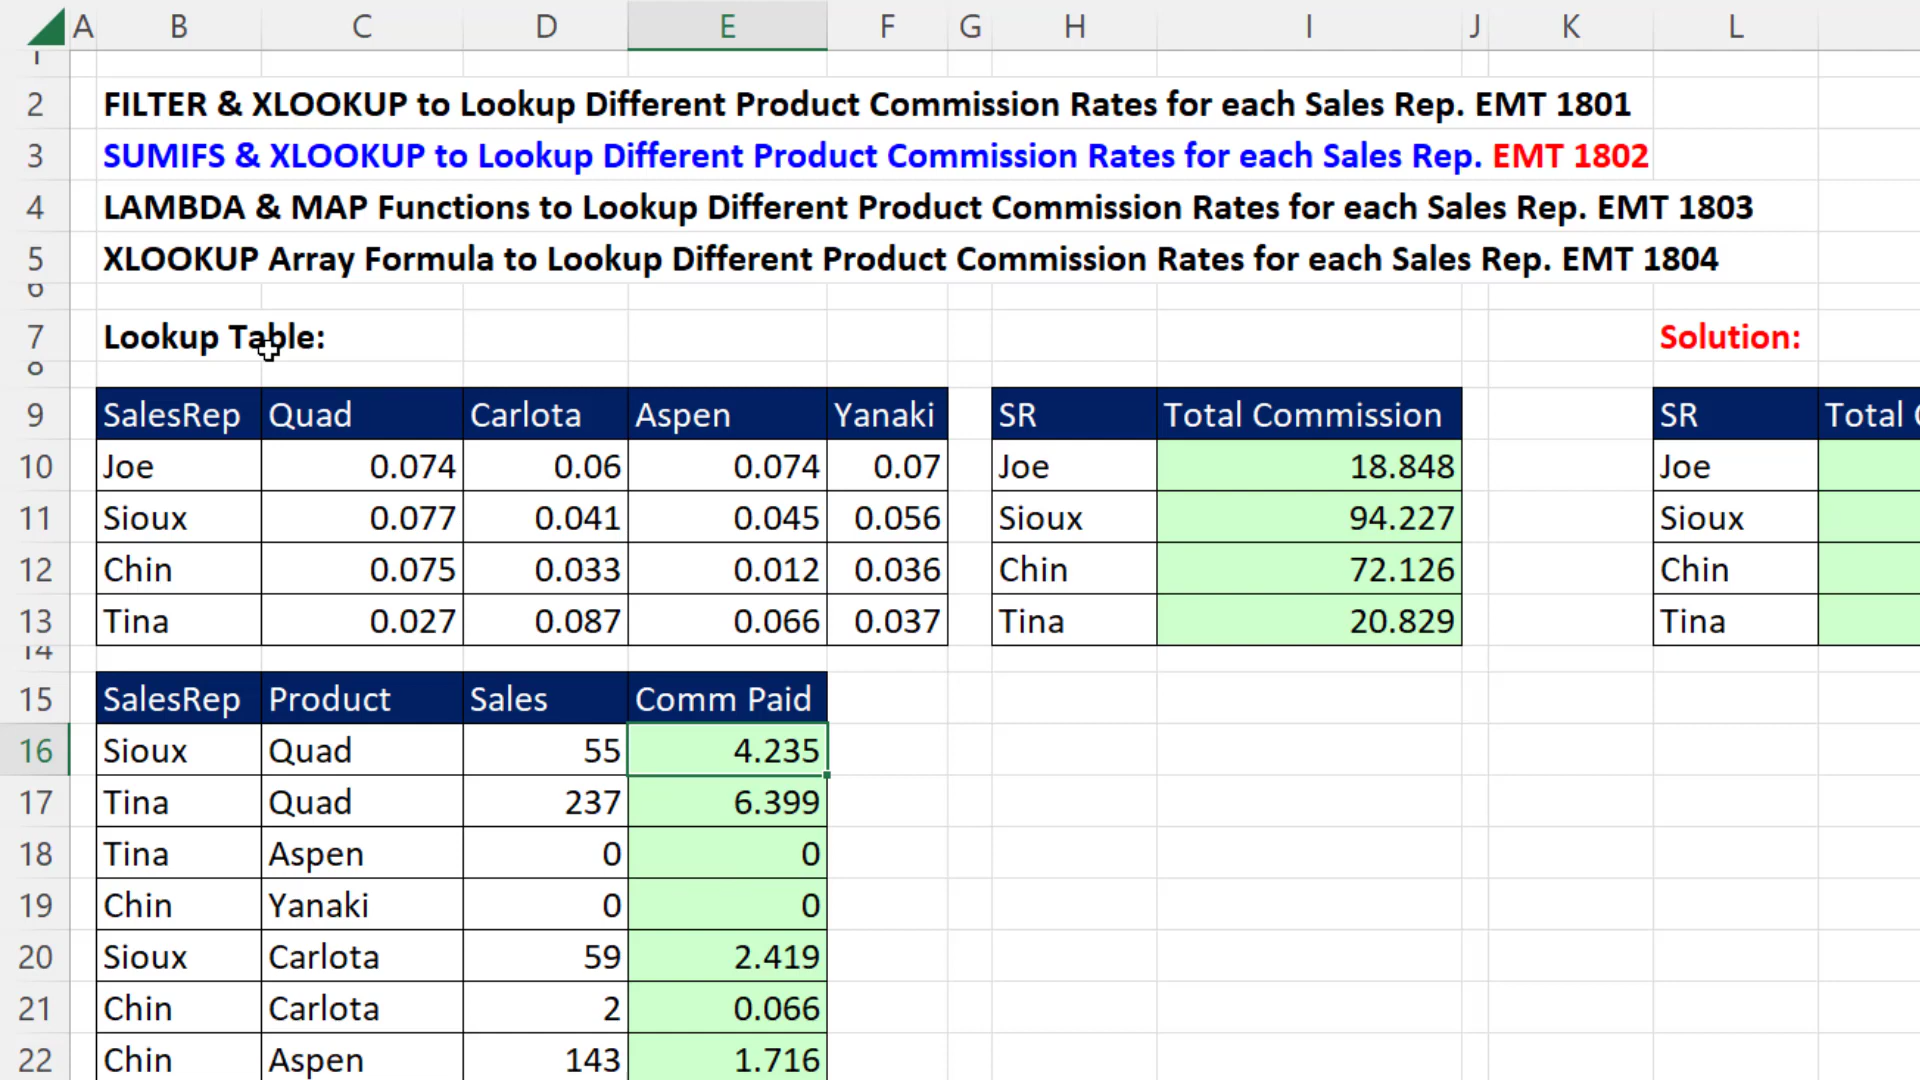 A B C D E F G H I J K L
1
2 FILTER & XLOOKUP to Lookup Different Product Commission Rates for each Sales Rep. EMT 1801
3 SUMIFS & XLOOKUP to Lookup Different Product Commission Rates for each Sales Rep. EMT 1802
4 LAMBDA & MAP Functions to Lookup Different Product Commission Rates for each Sales Rep. EMT 1803
5 XLOOKUP Array Formula to Lookup Different Product Commission Rates for each Sales Rep. EMT 1804
6
7 Lookup Table: Solution:
8
9 SalesRep Quad Carlota Aspen Yanaki SR Total Commission SR Total
10 Joe 0.074 0.06 0.074 0.07 Joe 18.848 Joe
11 Sioux 0.077 0.041 0.045 0.056 Sioux 94.227 Sioux
12 Chin 0.075 0.033 0.012 0.036 Chin 72.126 Chin
13 Tina 0.027 0.087 0.066 0.037 Tina 20.829 Tina
14
15 SalesRep Product Sales Comm Paid
16 Sioux Quad 55 4.235
17 Tina Quad 237 6.399
18 Tina Aspen 0 0
19 Chin Yanaki 0 0
20 Sioux Carlota 59 2.419
21 Chin Carlota 2 0.066
22 Chin Aspen 143 1.716